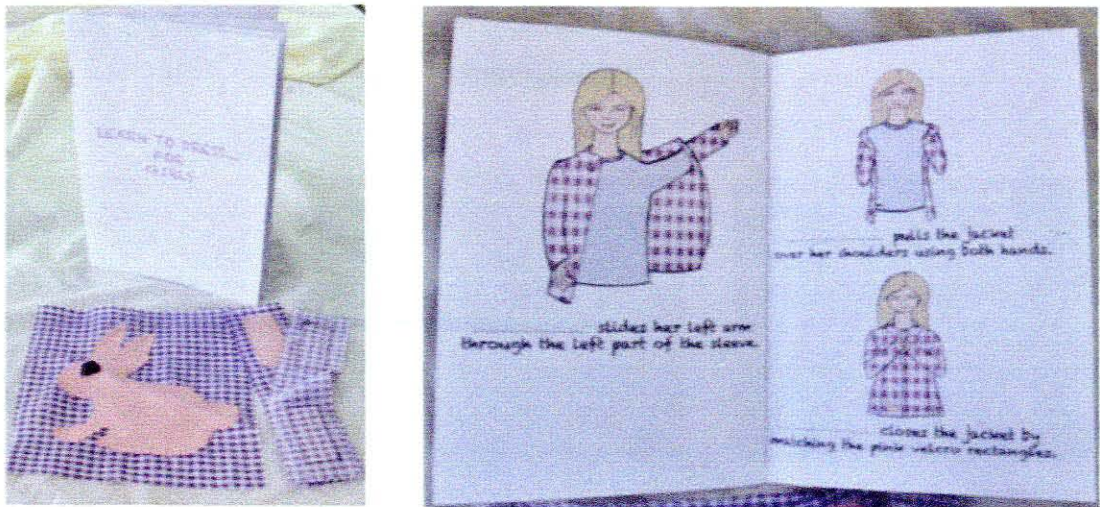 LEARN TO DRESS...
FOR
GIRLS
slides her left arm
through the left part of the sleeve.
pulls the jacket
over her shoulders using both hands.
closes the jacket by
matching the pink velcro rectangles.